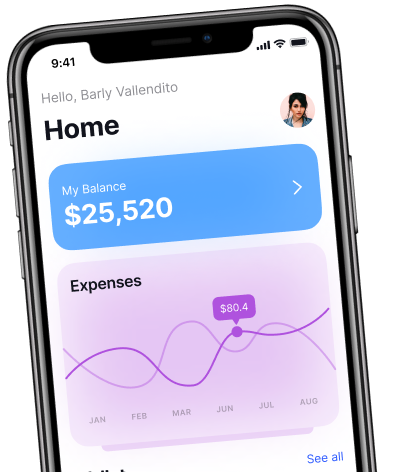 9:41
Hello, Barly Vallendito
Home
My Balance
$25,520
Expenses
$80.4
JAN FEB MAR JUN JUL AUG
See all